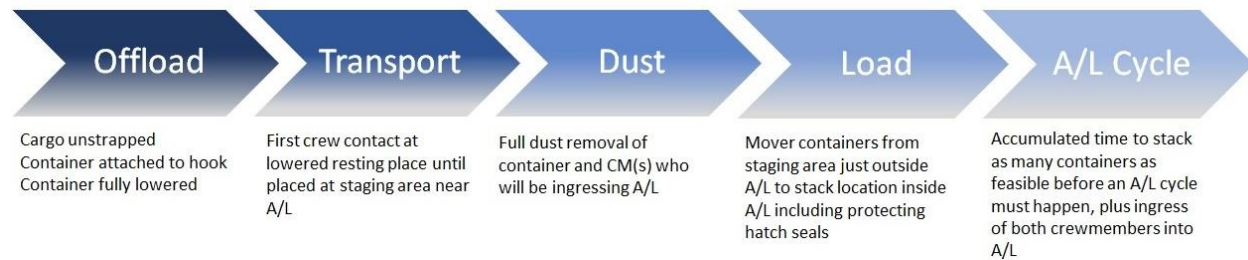 Offload
Transport
Dust
Load
A/L Cycle
Cargo unstrapped
Container attached to hook
Container fully lowered
First crew contact at
lowered resting place until
placed at staging area near
A/L
Full dust removal of
container and CM(s) who
will be ingressing A/L
Mover containers from
staging area just outside
A/L to stack location inside
A/L including protecting
hatch seals
Accumulated time to stack
as many containers as
feasible before an A/L cycle
must happen, plus ingress
of both crewmembers into
A/L